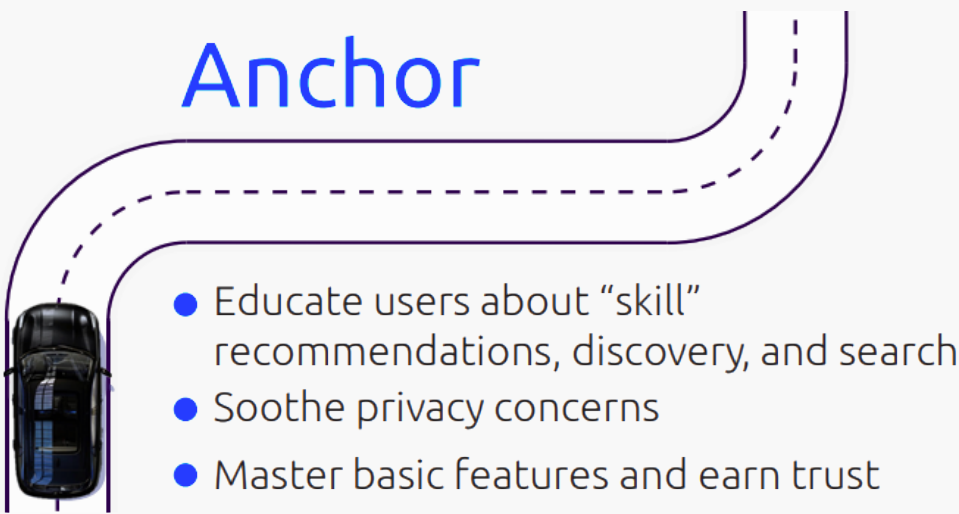 Anchor
Educate users about “skill”
recommendations, discovery, and search
Soothe privacy concerns
Master basic features and earn trust